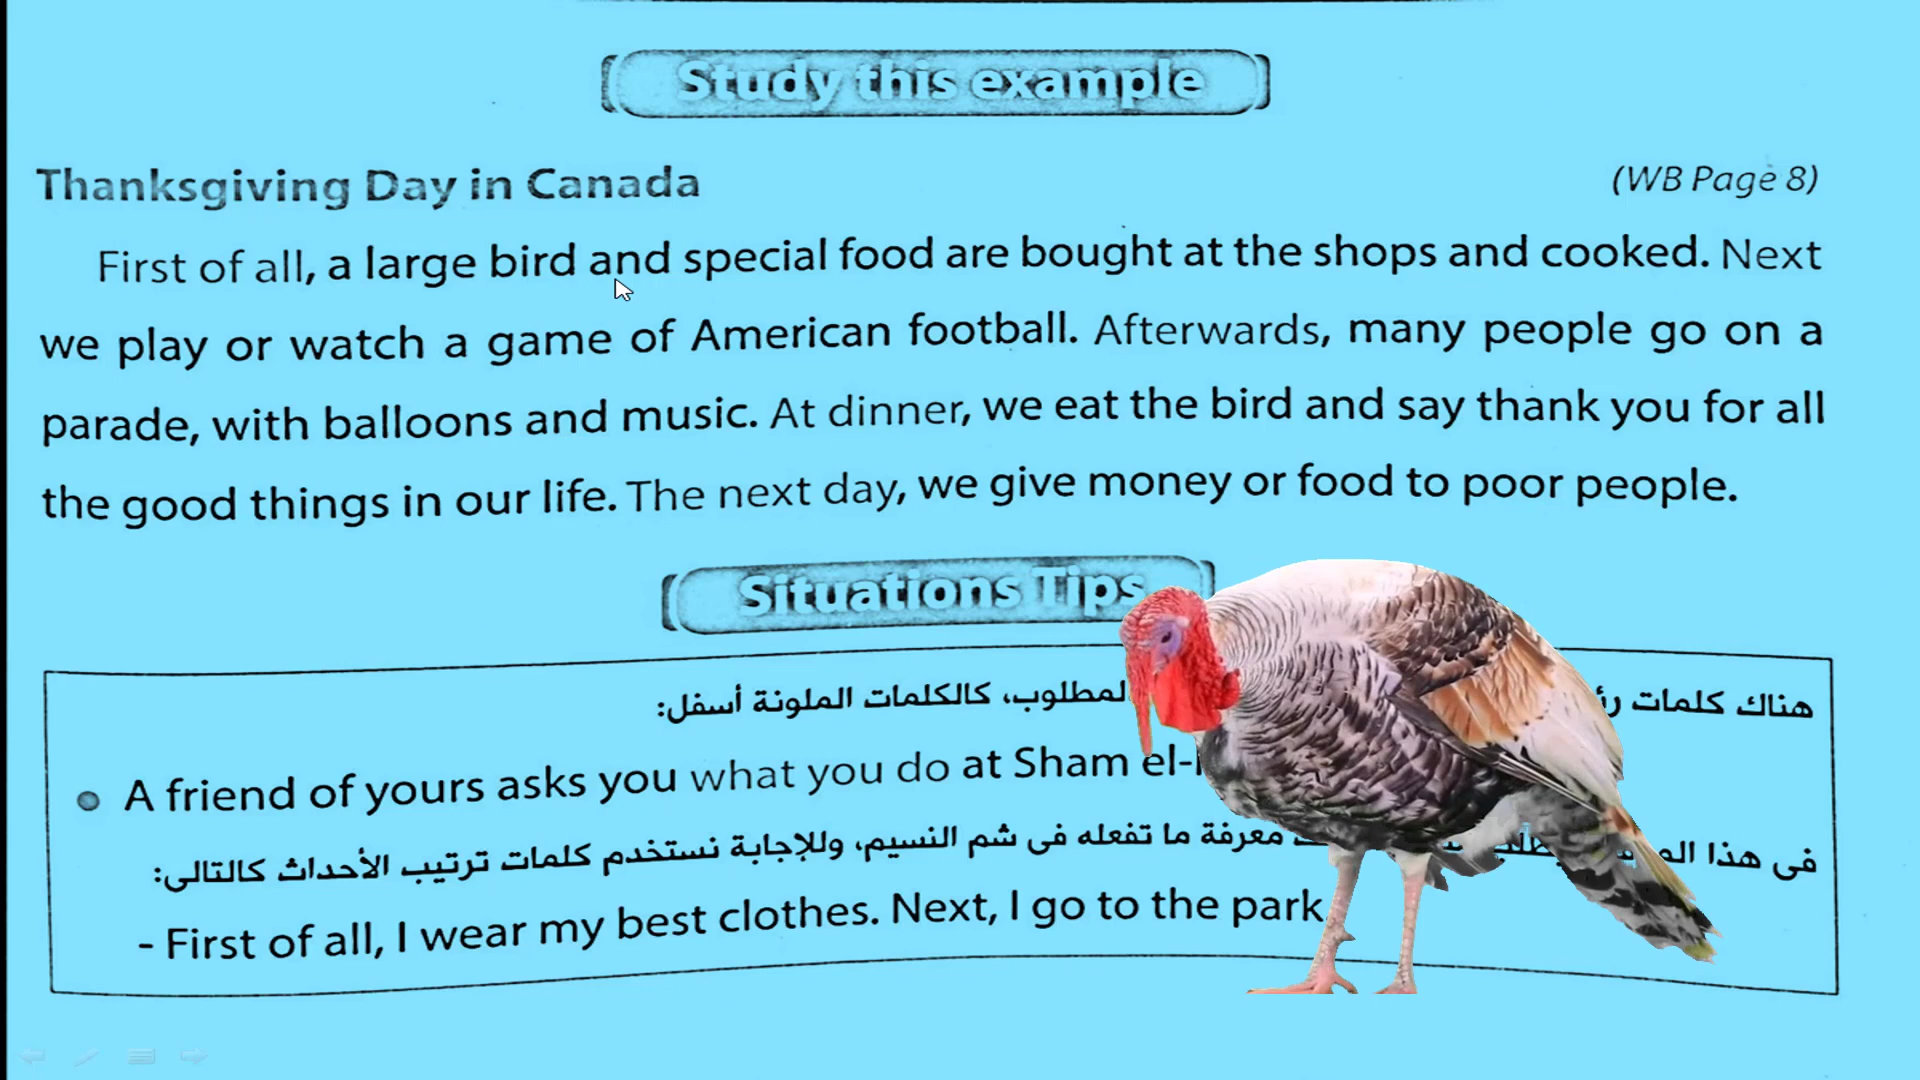 Study this example
Thanksgiving Day in Canada (WB Page 8)
First of all, a large bird and special food are bought at the shops and cooked. Next
we play or watch a game of American football. Afterwards, many people go on a
parade, with balloons and music. At dinner, we eat the bird and say thank you for all
the good things in our life. The next day, we give money or food to poor people.
Situations Tips
هناك كلمات المطلوب، كالكلمات الملونة أسفل:
A friend of yours asks you what you do at Sham
فى هذا معرفة ما تفعله فى شم النسيم، وللإجابة نستخدم كلمات ترتيب الأحداث كالتالى:
- First of all, I wear my best clothes. Next, I go to the park